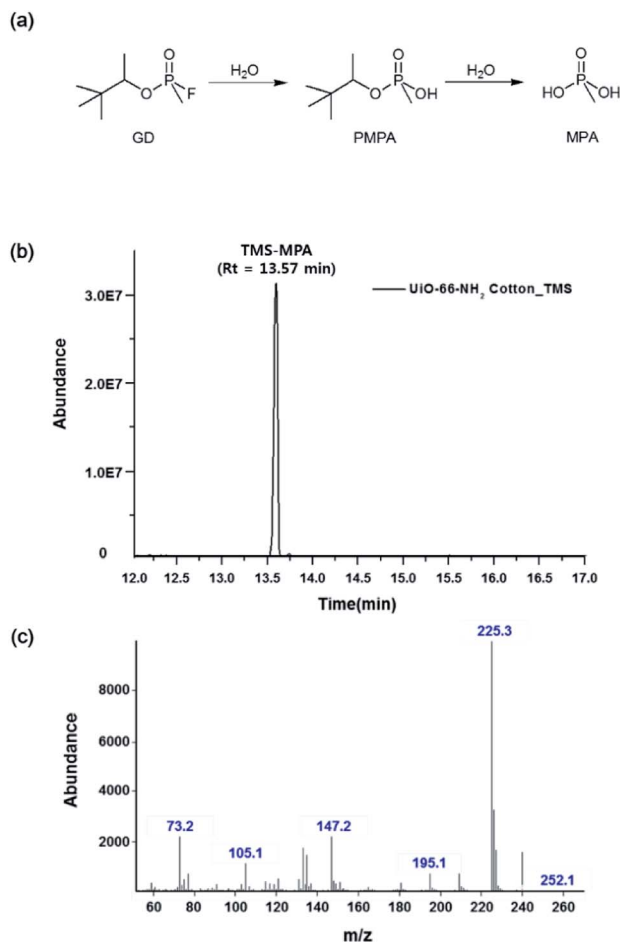 (a)
O
P
O
F
GD
H₂O
O
P
O
OH
PMPA
H₂O
O
P
HO
OH
MPA
(b)
TMS-MPA
(Rt = 13.57 min)
UiO-66-NH₂ Cotton_TMS
Abundance
3.0E7
2.0E7
1.0E7
0
12.0 12.5 13.0 13.5 14.0 14.5 15.0 15.5 16.0 16.5 17.0
Time(min)
(c)
225.3
Abundance
8000
6000
4000
2000
73.2
105.1
147.2
195.1
252.1
60 80 100 120 140 160 180 200 220 240 260
m/z